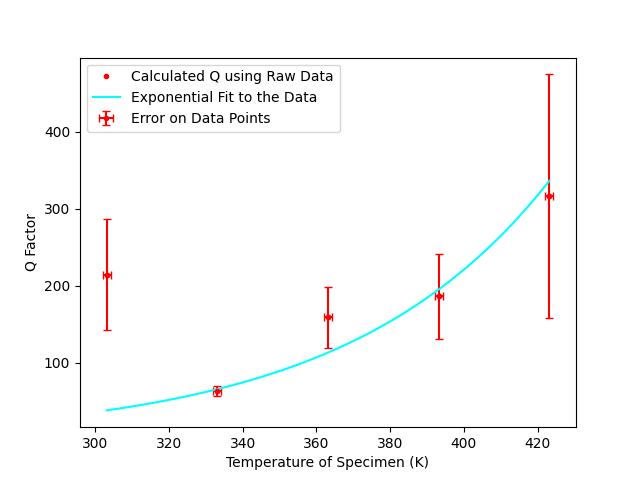 Calculated Q using Raw Data
Exponential Fit to the Data
Error on Data Points
Q Factor
400
300
200
100
300 320 340 360 380 400 420
Temperature of Specimen (K)